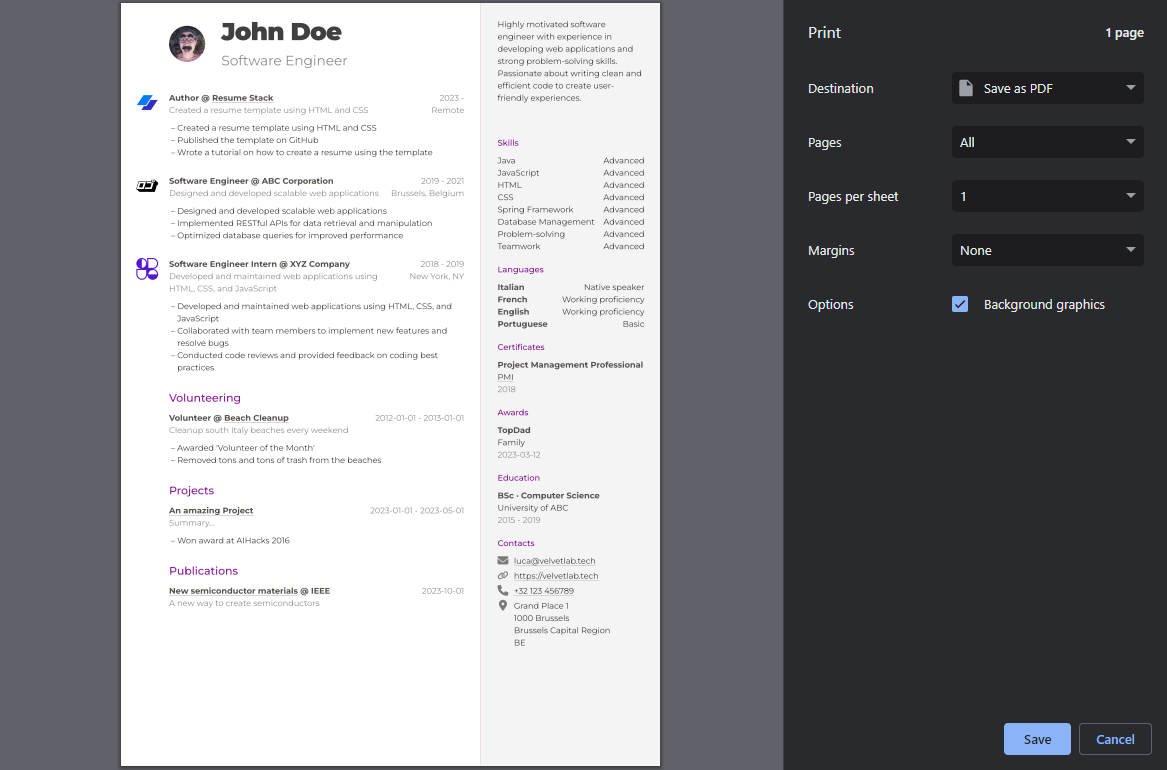 John Doe
Software Engineer
Author @ Resume Stack
2023 -
Created a resume template using HTML and CSS
Remote
– Created a resume template using HTML and CSS
– Published the template on GitHub
– Wrote a tutorial on how to create a resume using the template
Software Engineer @ ABC Corporation
2019 - 2021
Designed and developed scalable web applications
Brussels, Belgium
– Designed and developed scalable web applications
– Implemented RESTful APIs for data retrieval and manipulation
– Optimized database queries for improved performance
Software Engineer Intern @ XYZ Company
2018 - 2019
Developed and maintained web applications using
New York, NY
HTML, CSS, and JavaScript
– Developed and maintained web applications using HTML, CSS, and
JavaScript
– Collaborated with team members to implement new features and
resolve bugs
– Conducted code reviews and provided feedback on coding best
practices
Volunteering
Volunteer @ Beach Cleanup
2012-01-01 - 2013-01-01
Cleanup south Italy beaches every weekend
– Awarded 'Volunteer of the Month'
– Removed tons and tons of trash from the beaches
Projects
An amazing Project
2023-01-01 - 2023-05-01
Summary...
– Won award at AIHacks 2016
Publications
New semiconductor materials @ IEEE
2023-10-01
A new way to create semiconductors
Highly motivated software
engineer with experience in
developing web applications and
strong problem-solving skills.
Passionate about writing clean and
efficient code to create user-
friendly experiences.
Skills
Java Advanced
JavaScript Advanced
HTML Advanced
CSS Advanced
Spring Framework Advanced
Database Management Advanced
Problem-solving Advanced
Teamwork Advanced
Languages
Italian Native speaker
French Working proficiency
English Working proficiency
Portuguese Basic
Certificates
Project Management Professional
PMI
2018
Awards
TopDad
Family
2023-03-12
Education
BSc · Computer Science
University of ABC
2015 - 2019
Contacts
luca@velvetlab.tech
https://velvetlab.tech
+32 123 456789
Grand Place 1
1000 Brussels
Brussels Capital Region
BE
Print
1 page
Destination
Save as PDF
Pages
All
Pages per sheet
1
Margins
None
Options
Background graphics
Save
Cancel